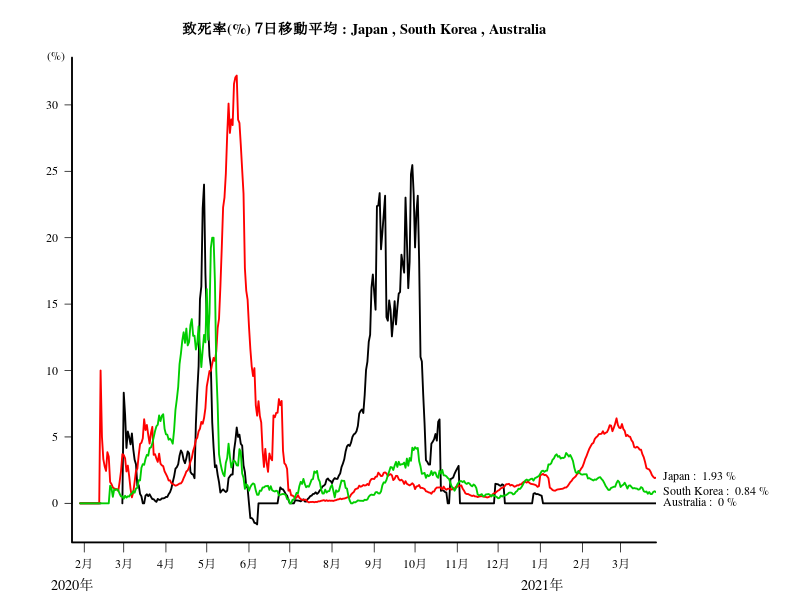 致死率(%) 7日移動平均 : Japan , South Korea , Australia
(%)
30
25
20
15
10
5
0
Japan : 1.93 %
South Korea : 0.84 %
Australia : 0 %
2月 3月 4月 5月 6月 7月 8月 9月 10月 11月 12月 1月 2月 3月
2020年 2021年